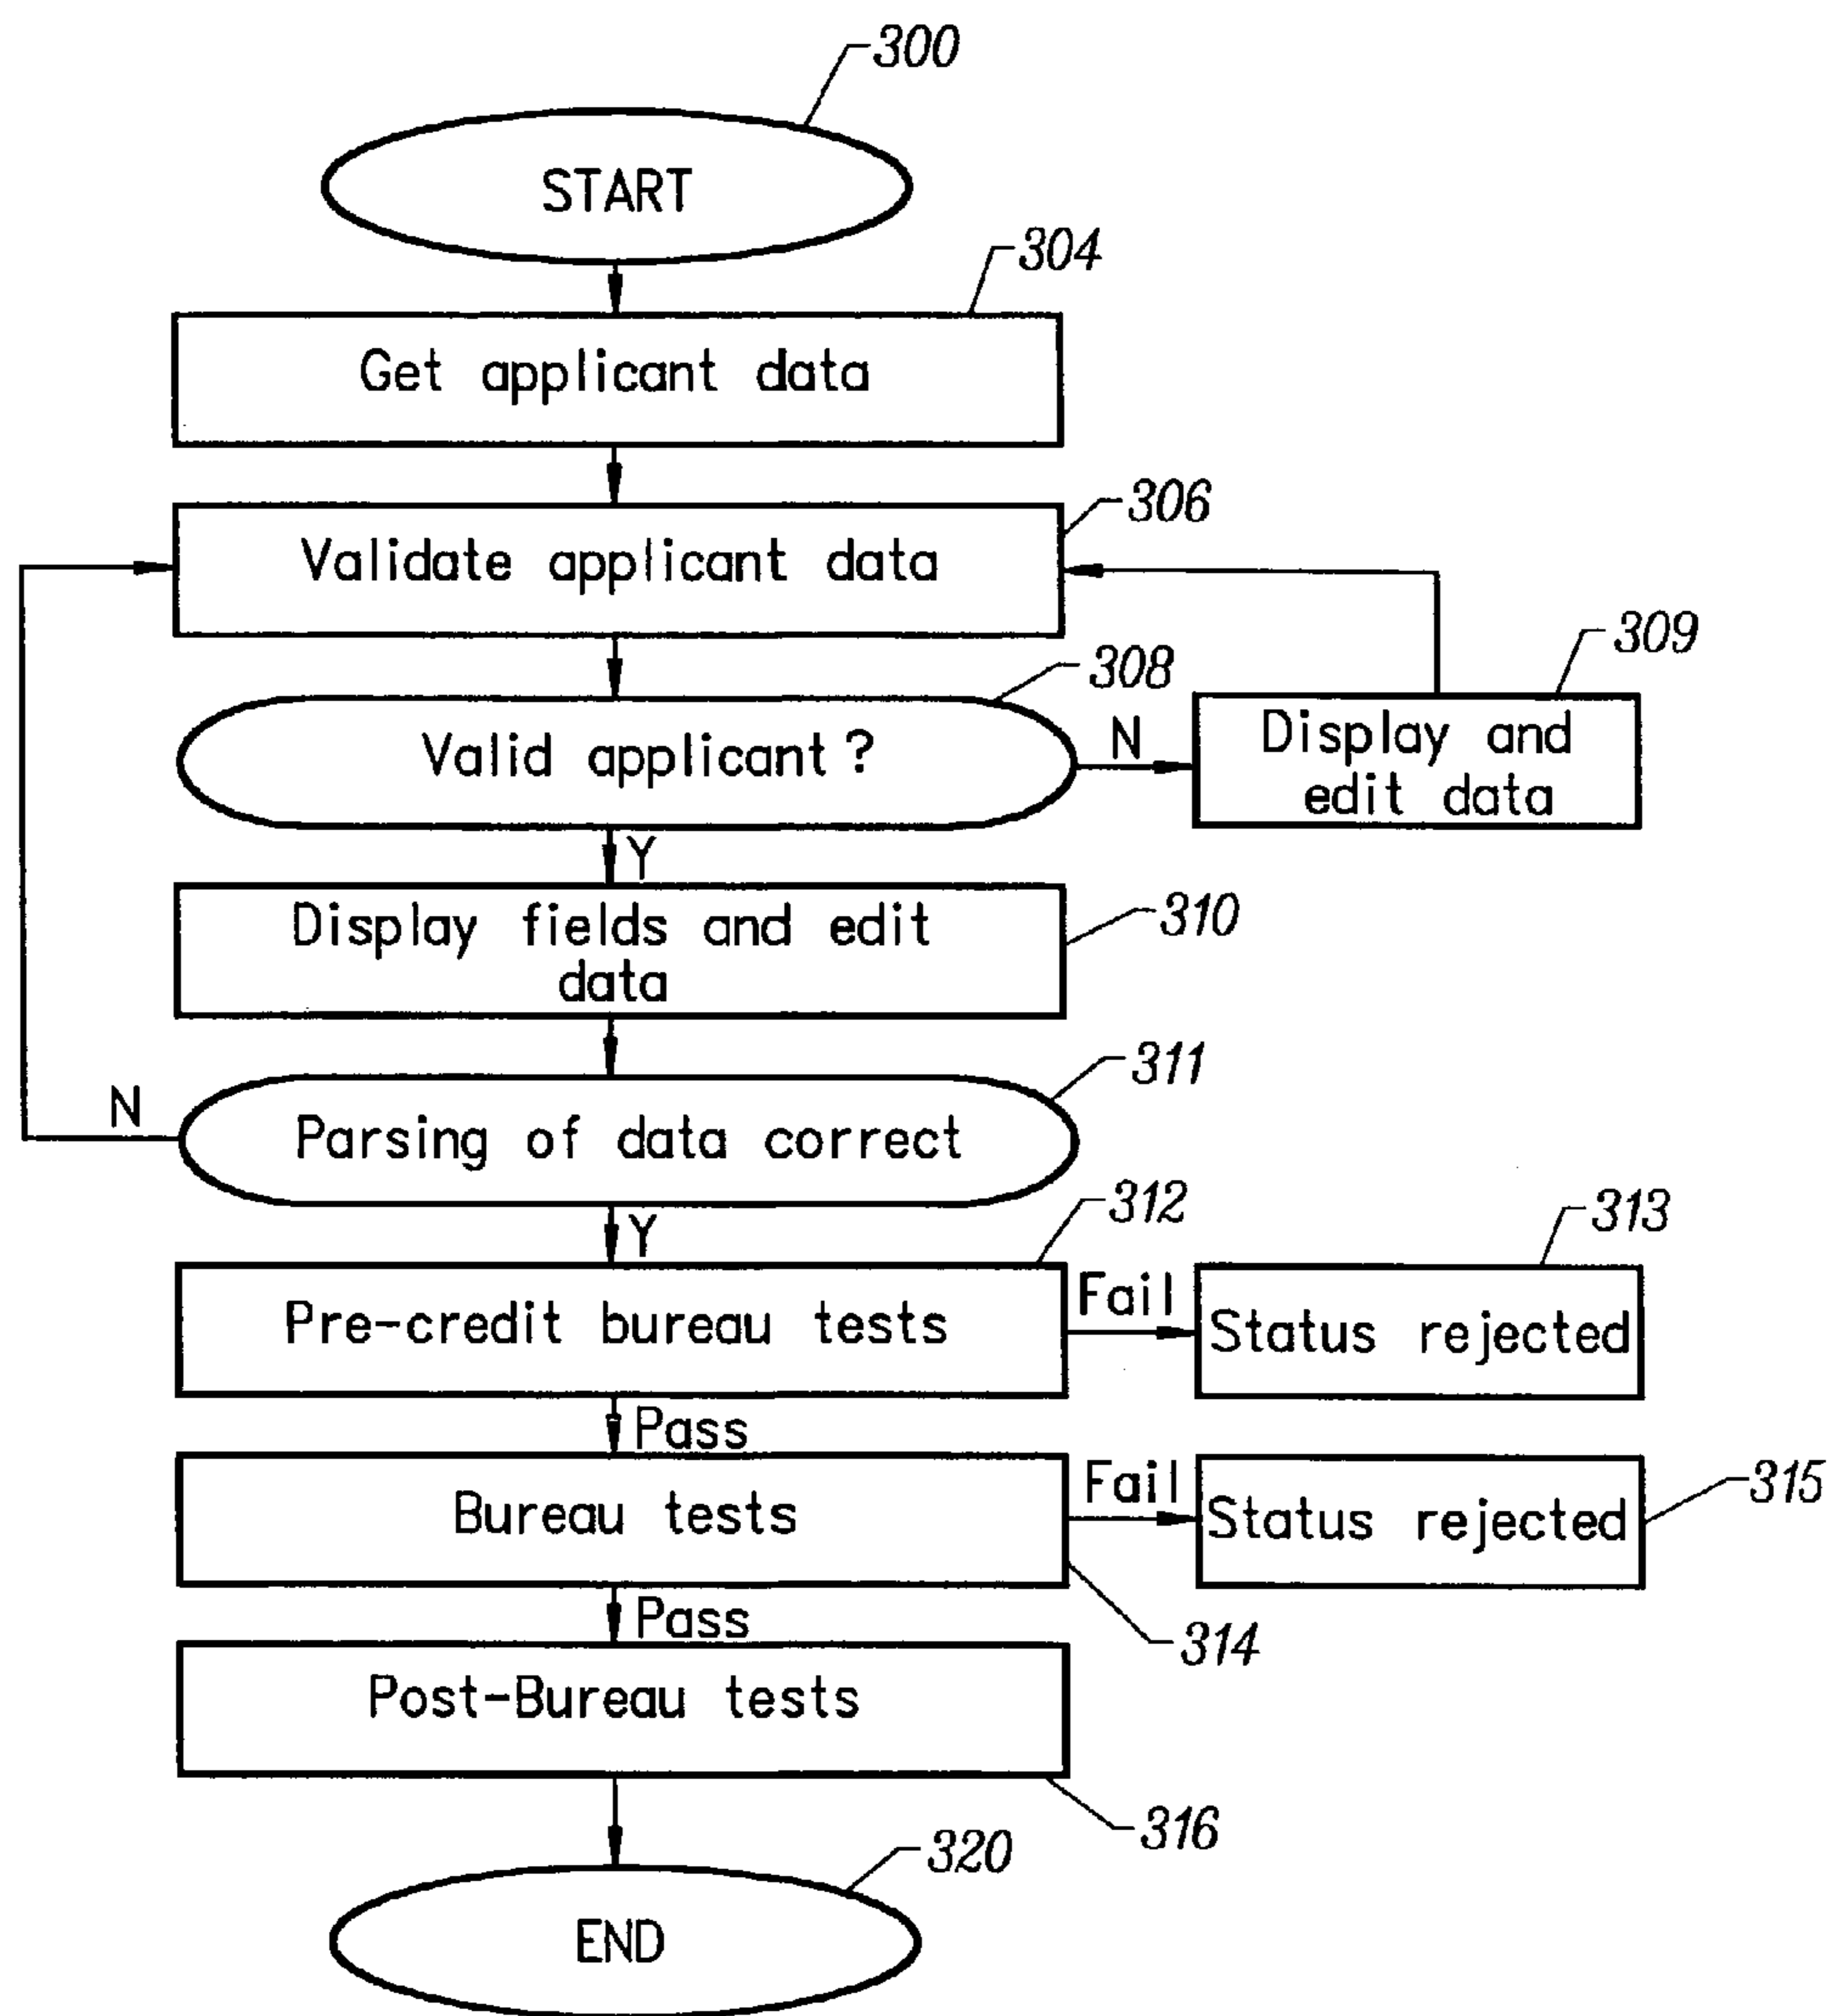 300
START
304
Get applicant data
306
Validate applicant data
308
309
Valid applicant?
N
Display and
edit data
Y
310
Display fields and edit
data
311
N
Parsing of data correct
312
313
Y
Pre-credit bureau tests
Fail
Status rejected
Pass
315
Bureau tests
Fail
Status rejected
314
Pass
Post-Bureau tests
316
320
END